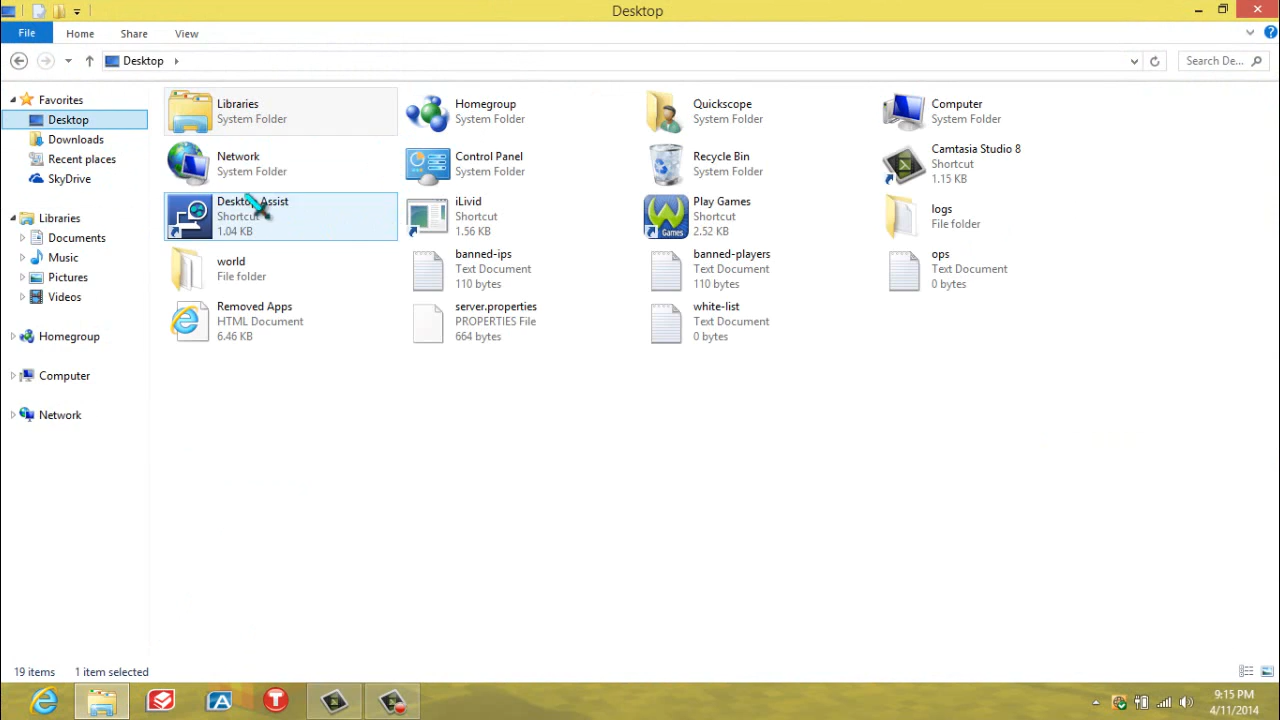 Desktop
File Home Share View
Desktop
Search De...
Favorites
Desktop
Downloads
Recent places
SkyDrive
Libraries
Documents
Music
Pictures
Videos
Homegroup
Computer
Network
Libraries
System Folder
Homegroup
System Folder
Quickscope
System Folder
Computer
System Folder
Network
System Folder
Control Panel
System Folder
Recycle Bin
System Folder
Camtasia Studio 8
Shortcut
1.15 KB
Desktop Assist
Shortcut
1.04 KB
iLivid
Shortcut
1.56 KB
Play Games
Shortcut
2.52 KB
logs
File folder
world
File folder
banned-ips
Text Document
110 bytes
banned-players
Text Document
110 bytes
ops
Text Document
0 bytes
Removed Apps
HTML Document
6.46 KB
server.properties
PROPERTIES File
664 bytes
white-list
Text Document
0 bytes
19 items 1 item selected
9:15 PM
4/11/2014
W
Games
A
T